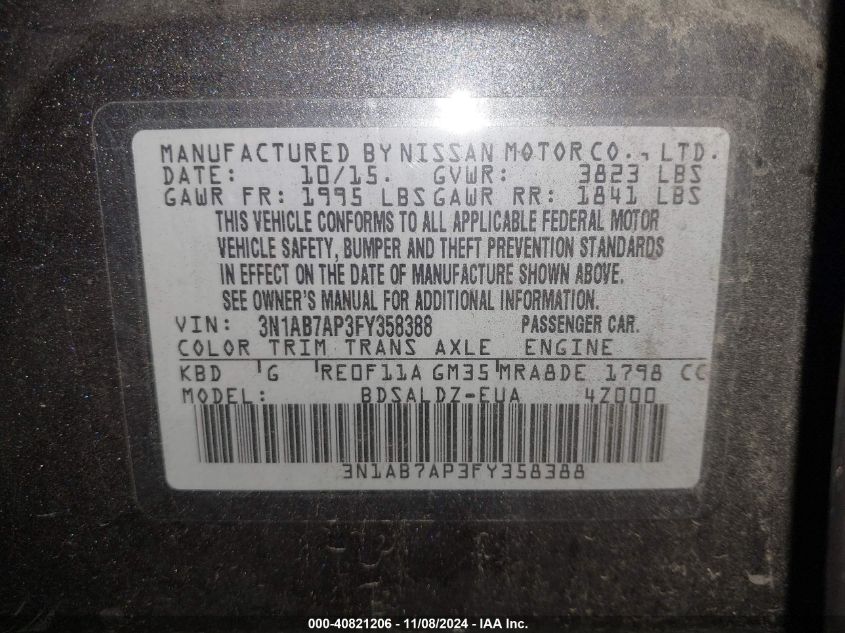 MANUFACTURED BY NISSAN MOTOR CO., LTD.
DATE: 10/15. GVWR: 3823 LBS
GAWR FR: 1995 LBS GAWR RR: 1841 LBS
THIS VEHICLE CONFORMS TO ALL APPLICABLE FEDERAL MOTOR
VEHICLE SAFETY, BUMPER AND THEFT PREVENTION STANDARDS
IN EFFECT ON THE DATE OF MANUFACTURE SHOWN ABOVE.
SEE OWNER'S MANUAL FOR ADDITIONAL INFORMATION.
VIN: 3N1AB7AP3FY358388 PASSENGER CAR.
COLOR TRIM TRANS AXLE ENGINE
KBD G RE0F11A GM35 MRA8DE 1798 CC
MODEL: BDSALDZ-EUA 4Z000
3N1AB7AP3FY358388
000-40821206 - 11/08/2024 - IAA Inc.